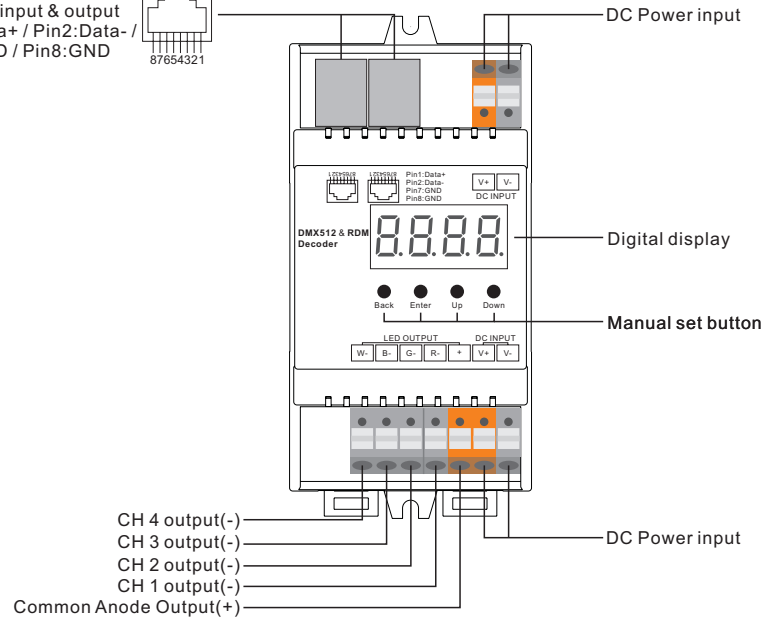 input & output
a+ / Pin2:Data- /
D / Pin8:GND
87654321
DC Power input
87654321
87654321
Pin1:Data+
Pin2:Data-
Pin7:GND
Pin8:GND
V+ V-
DC INPUT
DMX512 & RDM
Decoder
8.8.8.8.
Digital display
Back Enter Up Down
Manual set button
LED OUTPUT
DC INPUT
W- B- G- R- + V+ V-
CH 4 output(-)
CH 3 output(-)
CH 2 output(-)
CH 1 output(-)
Common Anode Output(+)
DC Power input